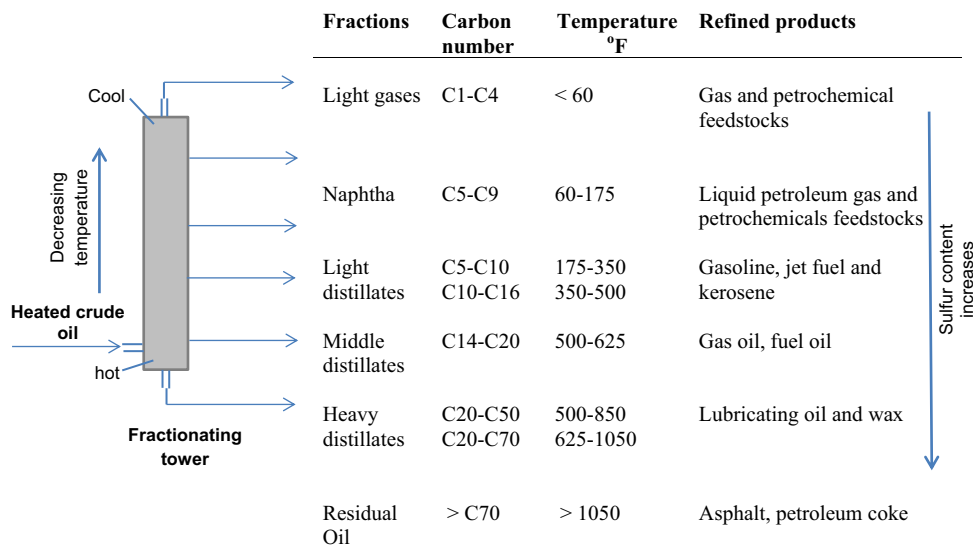 Fractions Carbon number Temperature °F Refined products
Cool
Light gases C1-C4 < 60 Gas and petrochemical
feedstocks
Decreasing
temperature
Naphtha C5-C9 60-175 Liquid petroleum gas and
petrochemicals feedstocks
Light C5-C10 175-350 Gasoline, jet fuel and
distillates C10-C16 350-500 kerosene
Sulfur content
increases
Heated crude
oil
Middle C14-C20 500-625 Gas oil, fuel oil
distillates
hot
Heavy C20-C50 500-850 Lubricating oil and wax
distillates C20-C70 625-1050
Fractionating
tower
Residual > C70 > 1050 Asphalt, petroleum coke
Oil